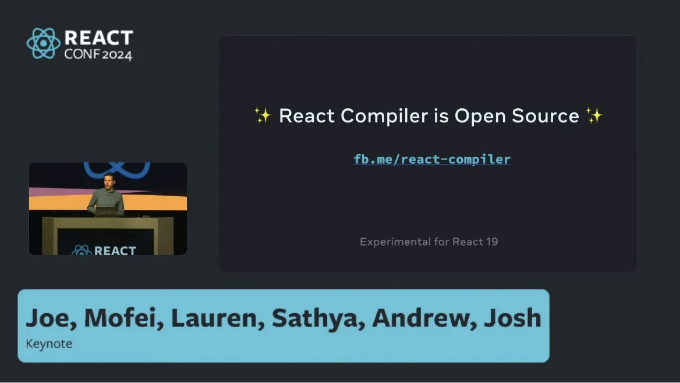 REACT
CONF 2024
✨ React Compiler is Open Source ✨
fb.me/react-compiler
Experimental for React 19
REACT
Joe, Mofei, Lauren, Sathya, Andrew, Josh
Keynote